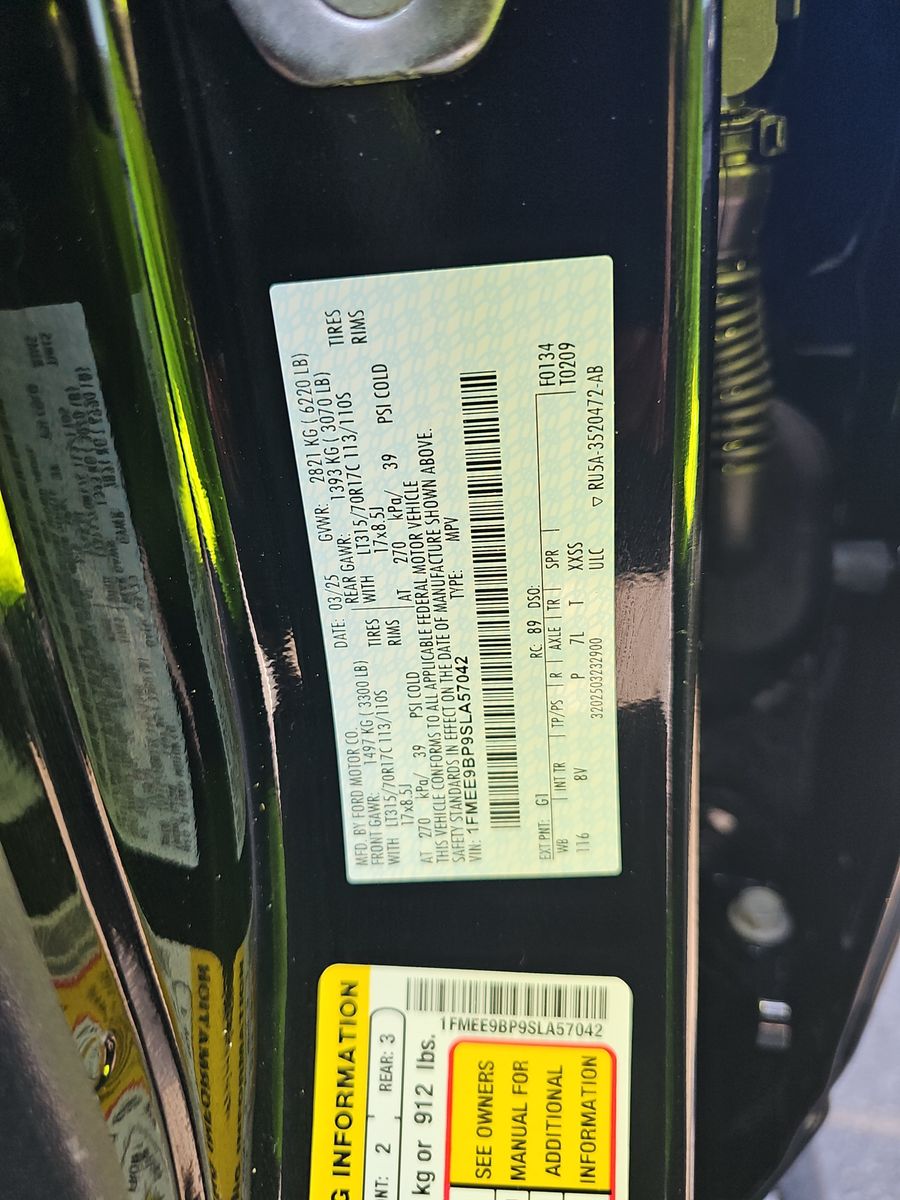 MFD. BY FORD MOTOR CO. DATE: 03/25 GVWR: 2821 KG ( 6220 LB)
FRONT GAWR: 1497 KG ( 3300 LB) REAR GAWR: 1393 KG ( 3070 LB)
WITH LT315/70R17C 113/110S TIRES WITH LT315/70R17C 113/110S TIRES
17x8.5J RIMS 17x8.5J RIMS
AT 270 kPa/ 39 PSI COLD AT 270 kPa/ 39 PSI COLD
THIS VEHICLE CONFORMS TO ALL APPLICABLE FEDERAL MOTOR VEHICLE
SAFETY STANDARDS IN EFFECT ON THE DATE OF MANUFACTURE SHOWN ABOVE.
VIN: 1FMEE9BP9SLA57042 TYPE: MPV
EXT PNT: G1 RC: 89 DSO: F0134
WB INT TR TP/PS R AXLE TR SPR T0209
116 8V P 7L T XXSS
320250323290​0 ULC ▽ RU5A-3520472-AB
G INFORMATION
NT: 2 REAR: 3
kg or 912 lbs.
1FMEE9BP9SLA57042
SEE OWNERS
MANUAL FOR
ADDITIONAL
INFORMATION